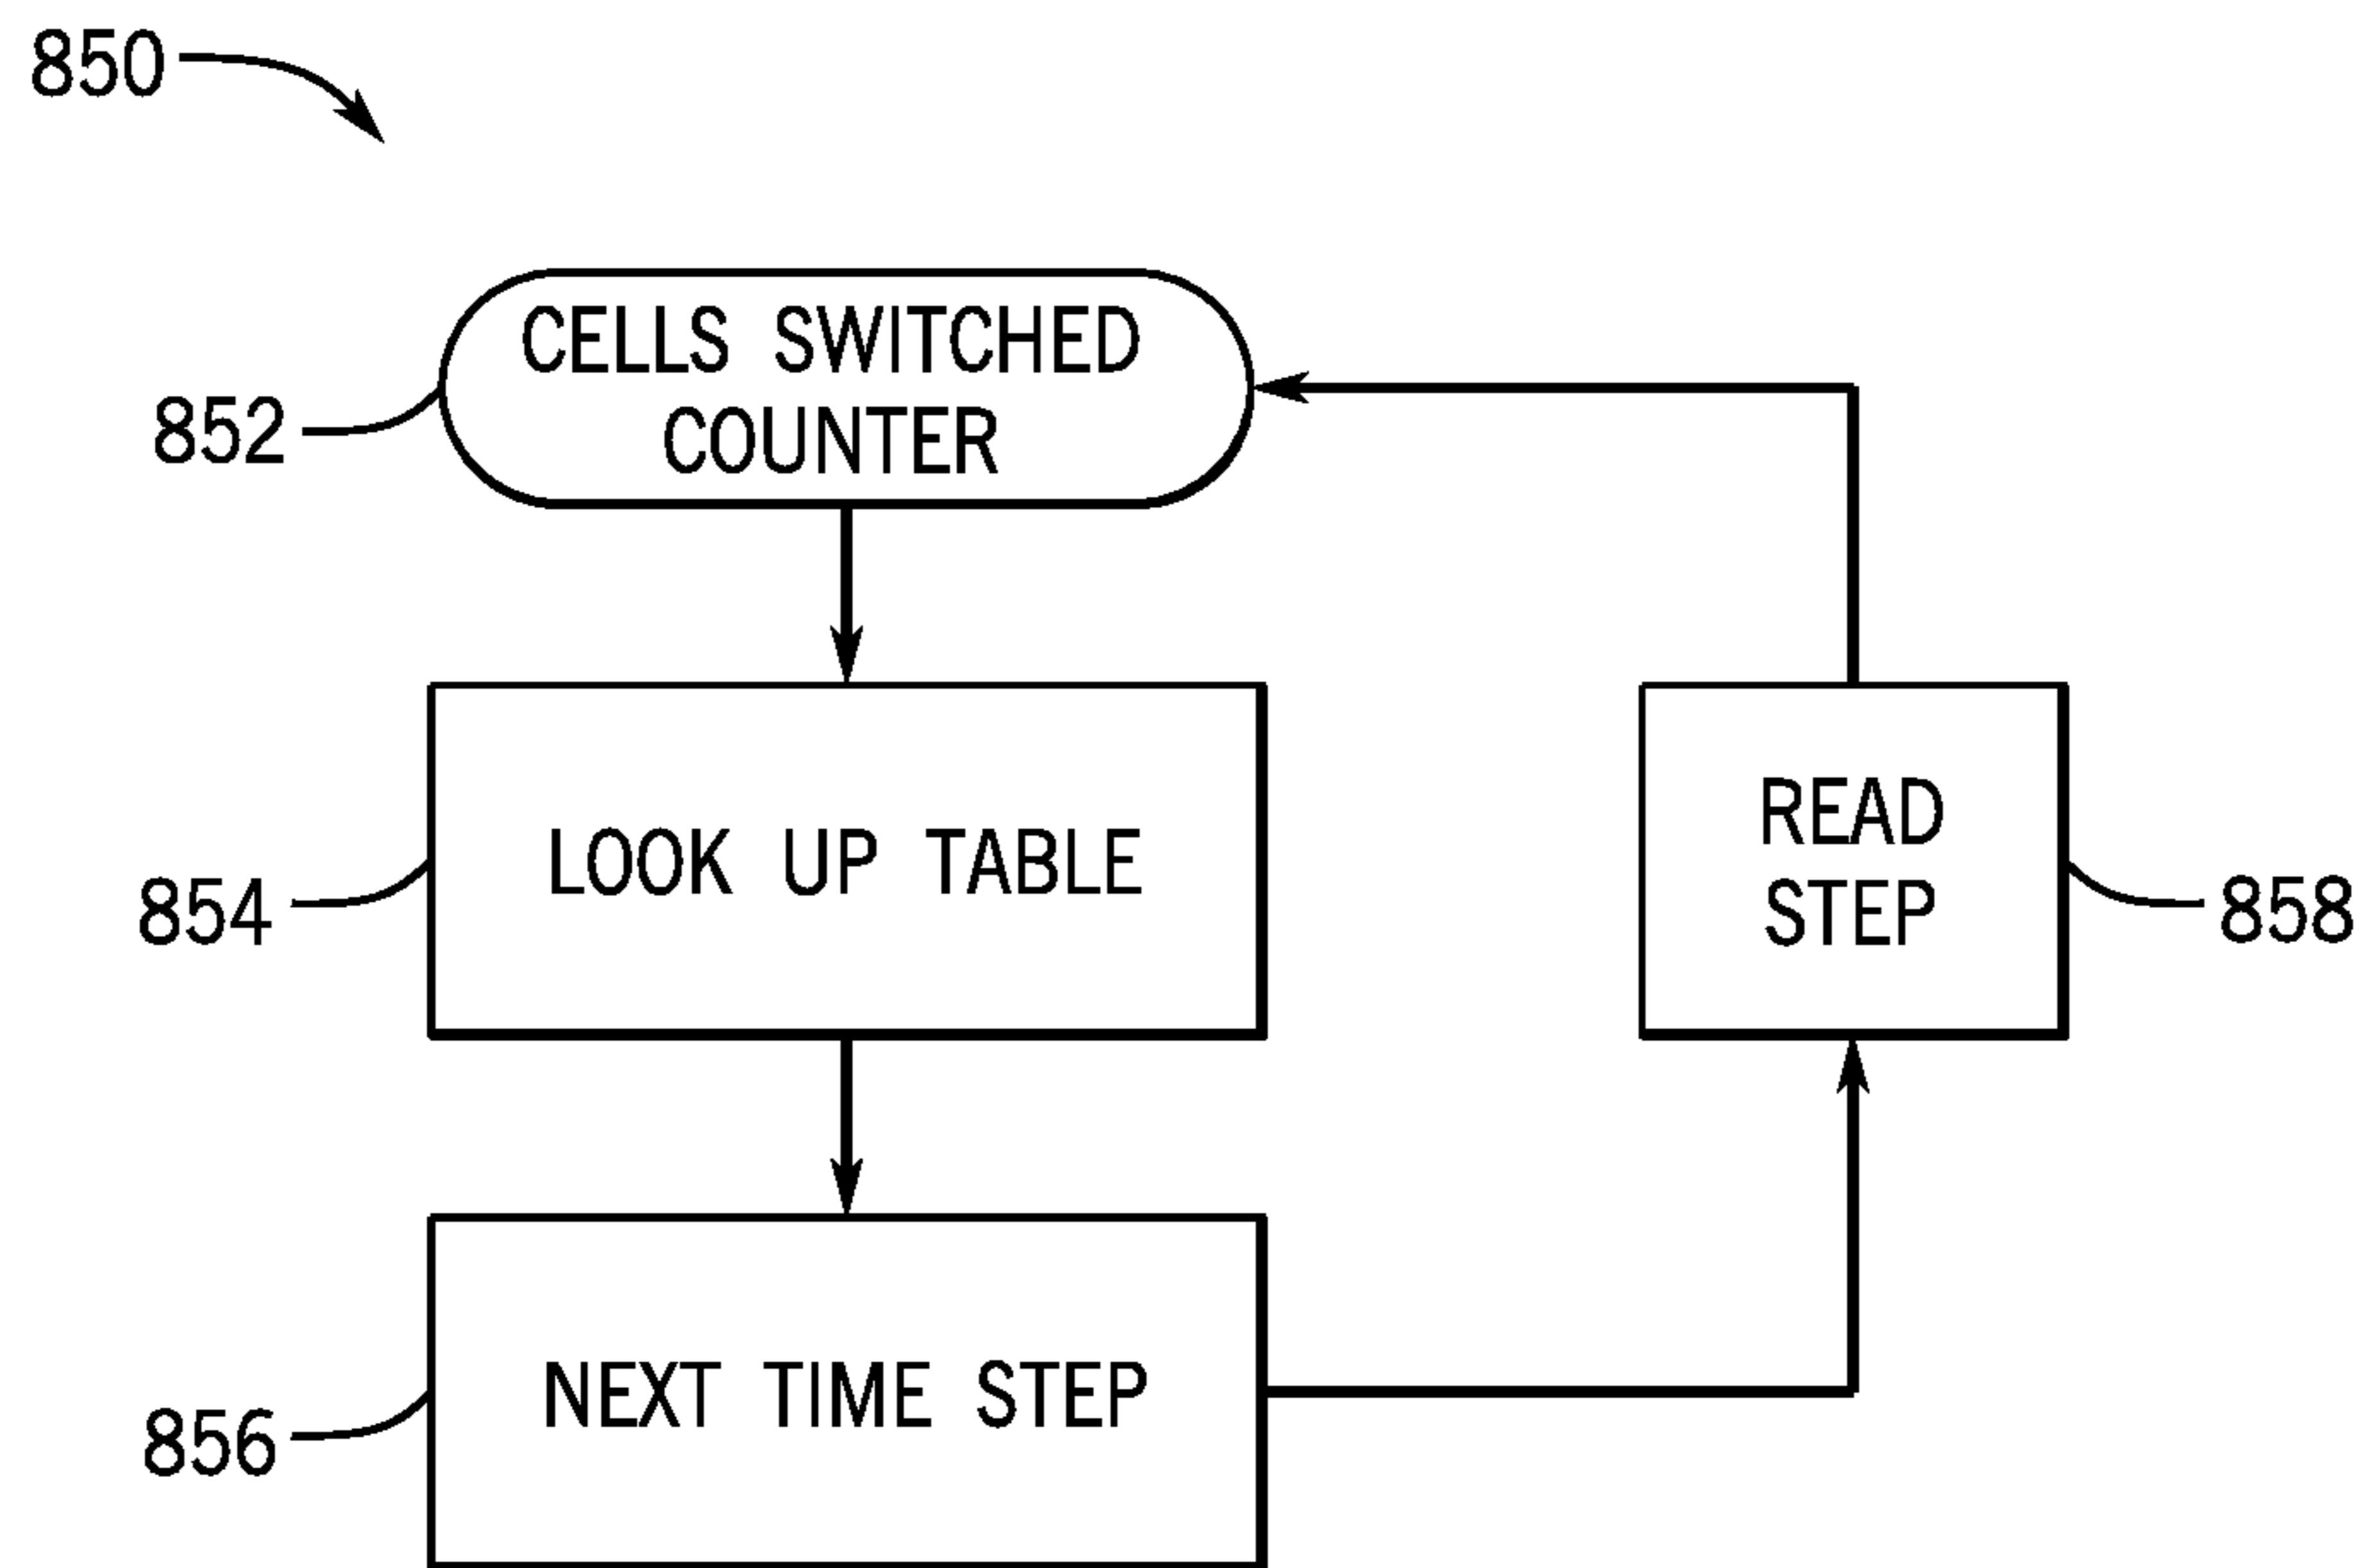 850
CELLS SWITCHED
COUNTER
852
LOOK UP TABLE
854
READ
STEP
858
NEXT TIME STEP
856